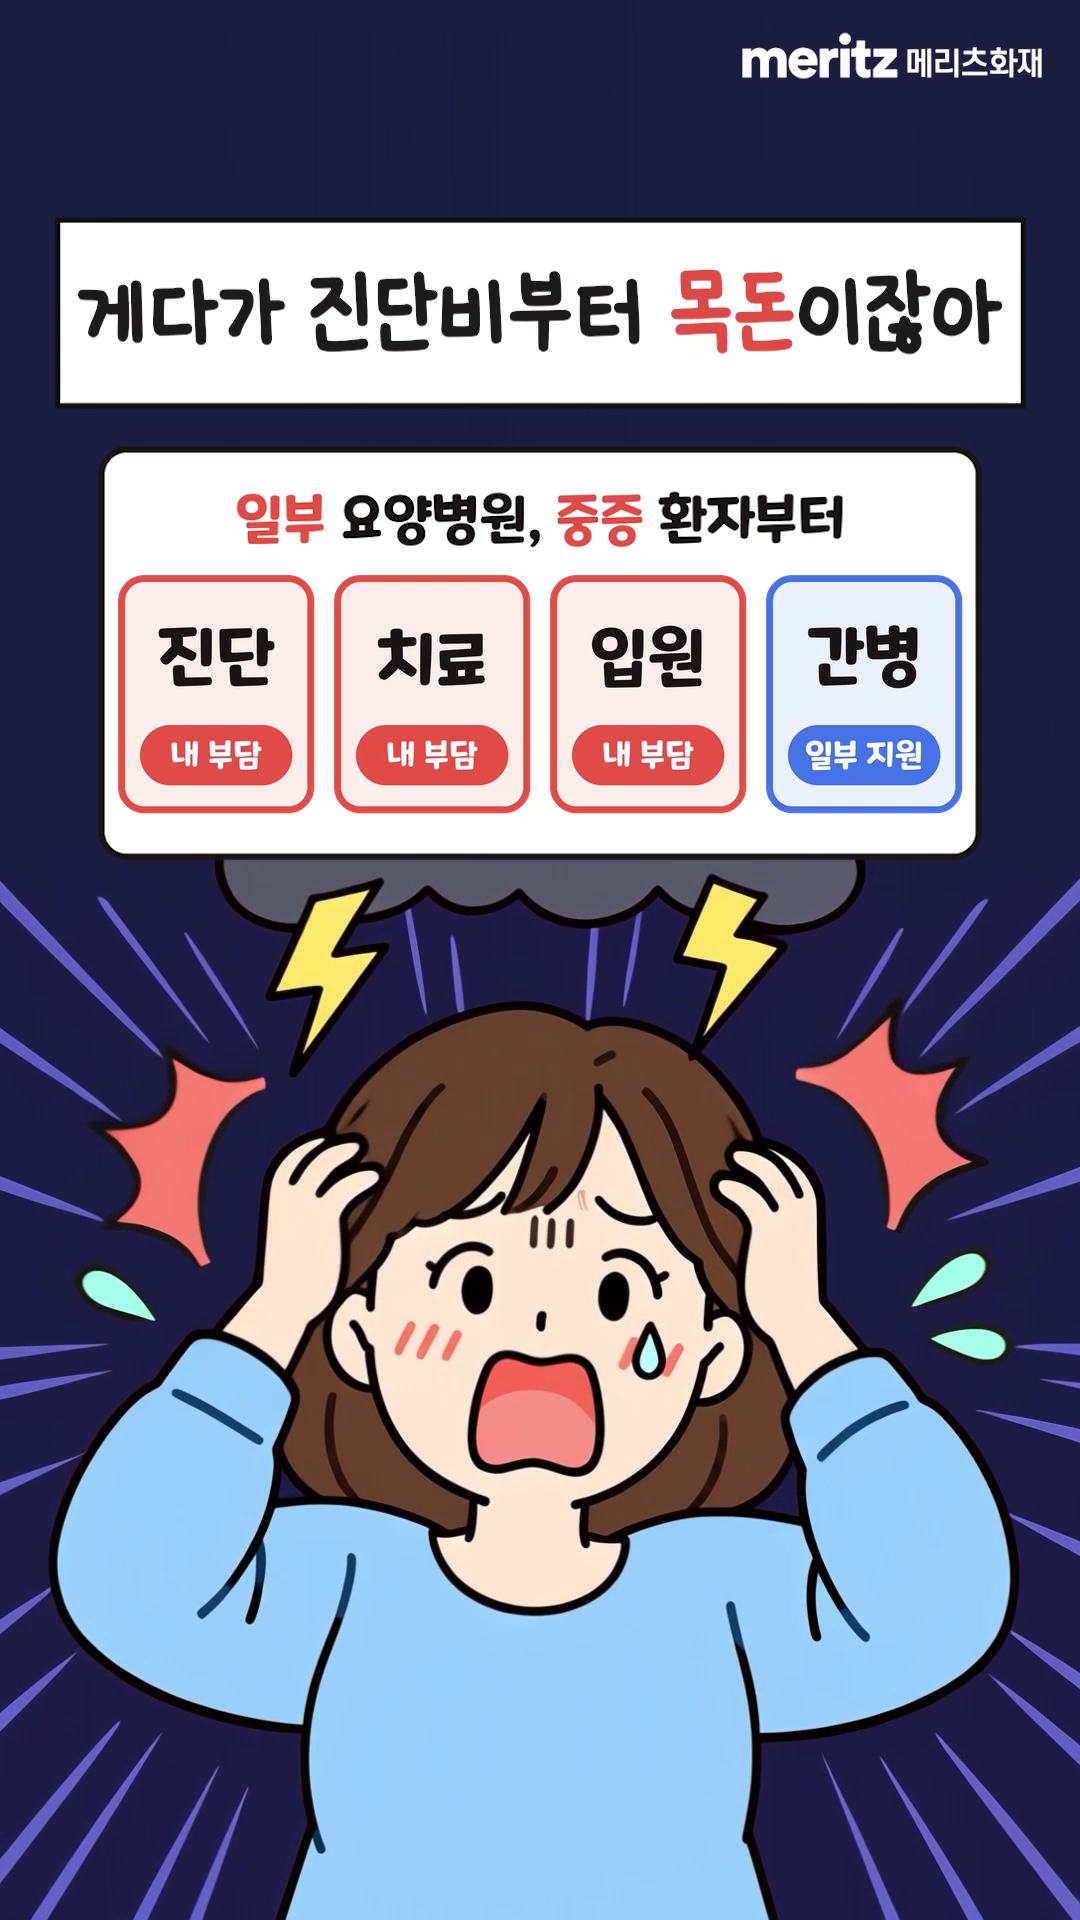 meritz 메리츠화재
게다가 진단비부터 목돈이잖아
일부 요양병원, 중증 환자부터
진단 치료 입원 간병
내 부담 내 부담 내 부담 일부 지원